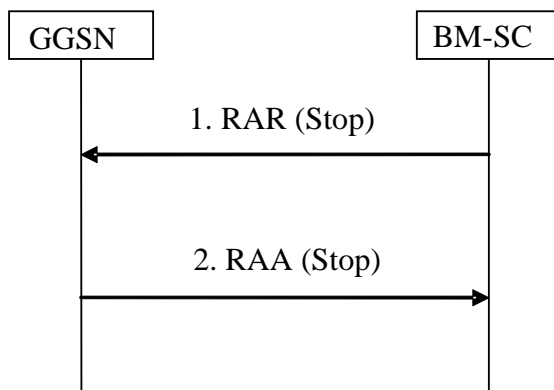 GGSN
BM-SC
1. RAR (Stop)
2. RAA (Stop)